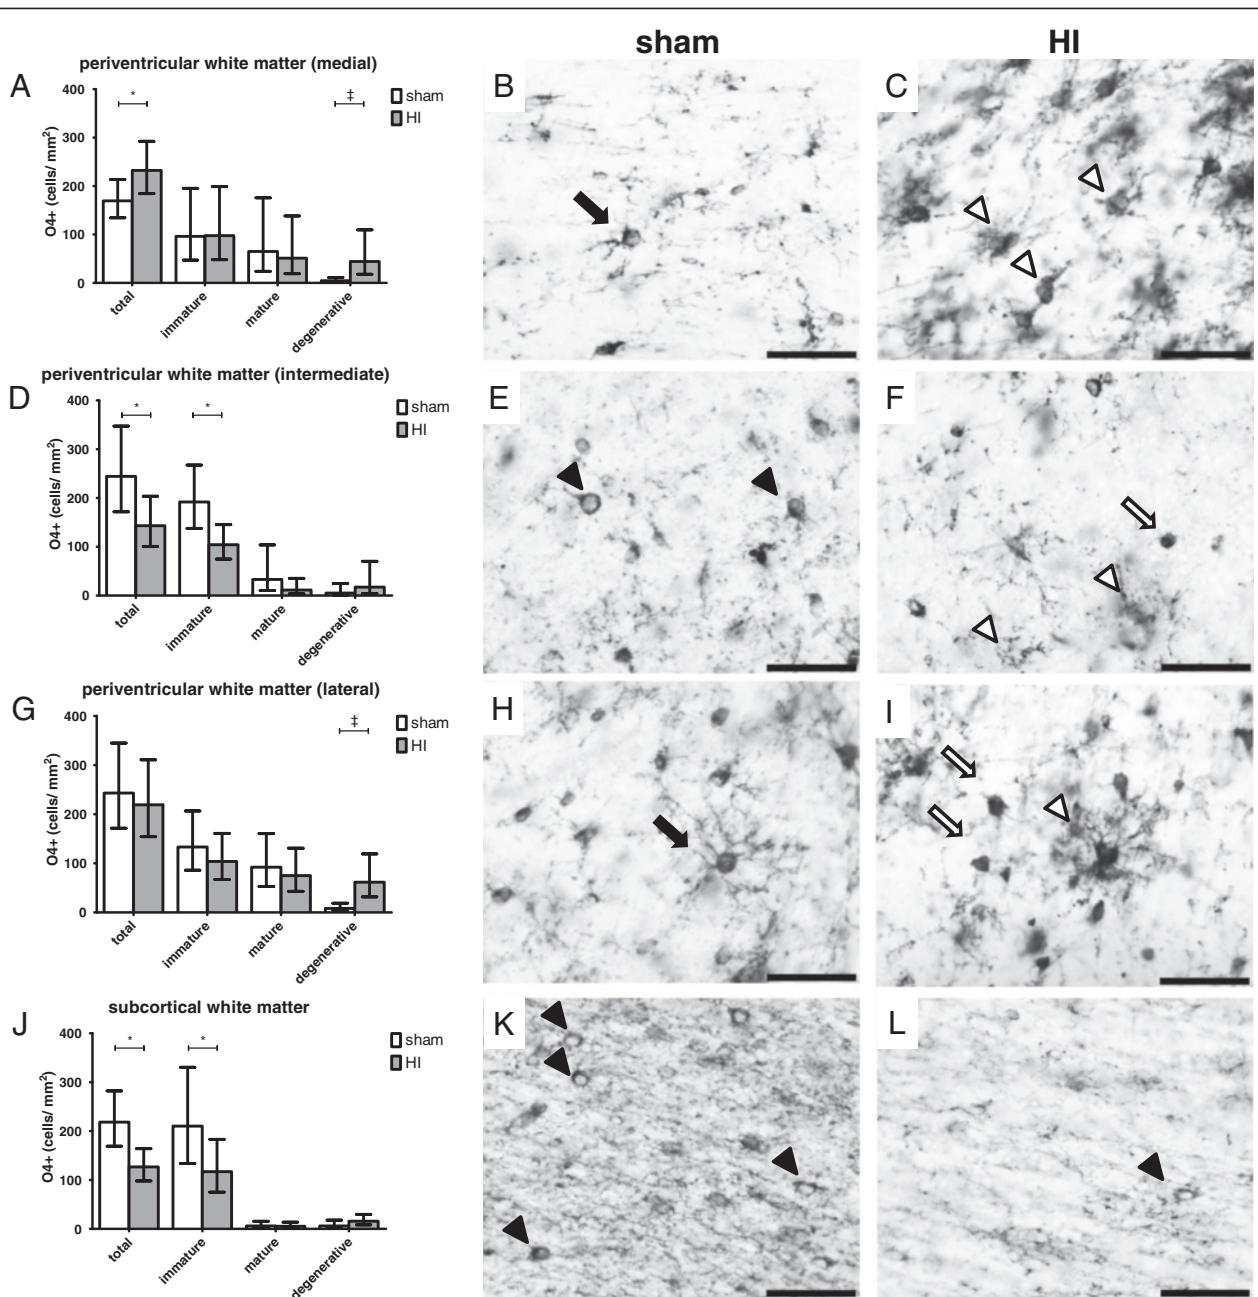 sham HI
A periventricular white matter (medial)
400
300
200
100
0
O4+ (cells/ mm²)
* ‡
sham
HI
total immature mature degenerative
B C
D periventricular white matter (intermediate)
400
300
200
100
0
O4+ (cells/ mm²)
* *
sham
HI
total immature mature degenerative
E F
G periventricular white matter (lateral)
400
300
200
100
0
O4+ (cells/ mm²)
‡
sham
HI
total immature mature degenerative
H I
J subcortical white matter
400
300
200
100
0
O4+ (cells/ mm²)
* *
sham
HI
total immature mature degenerative
K L